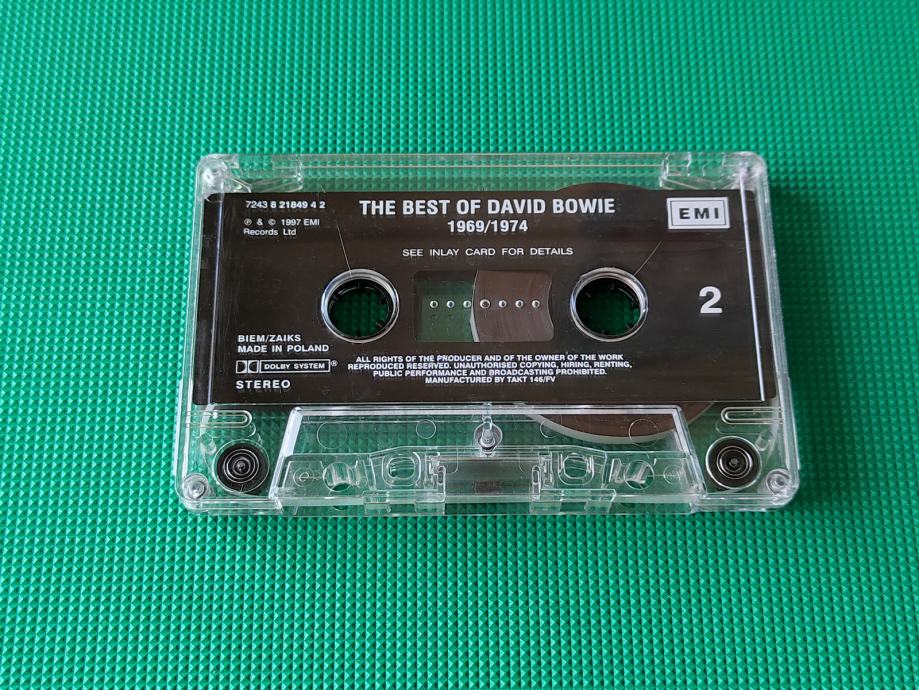 7243 8 21849 4 2
℗ & © 1997 EMI
Records Ltd
THE BEST OF DAVID BOWIE
1969/1974
EMI
SEE INLAY CARD FOR DETAILS
2
BIEM/ZAIKS
MADE IN POLAND
DOLBY SYSTEM®
STEREO
ALL RIGHTS OF THE PRODUCER AND OF THE OWNER OF THE WORK
REPRODUCED RESERVED. UNAUTHORISED COPYING, HIRING, RENTING,
PUBLIC PERFORMANCE AND BROADCASTING PROHIBITED.
MANUFACTURED BY TAKT 146/FV